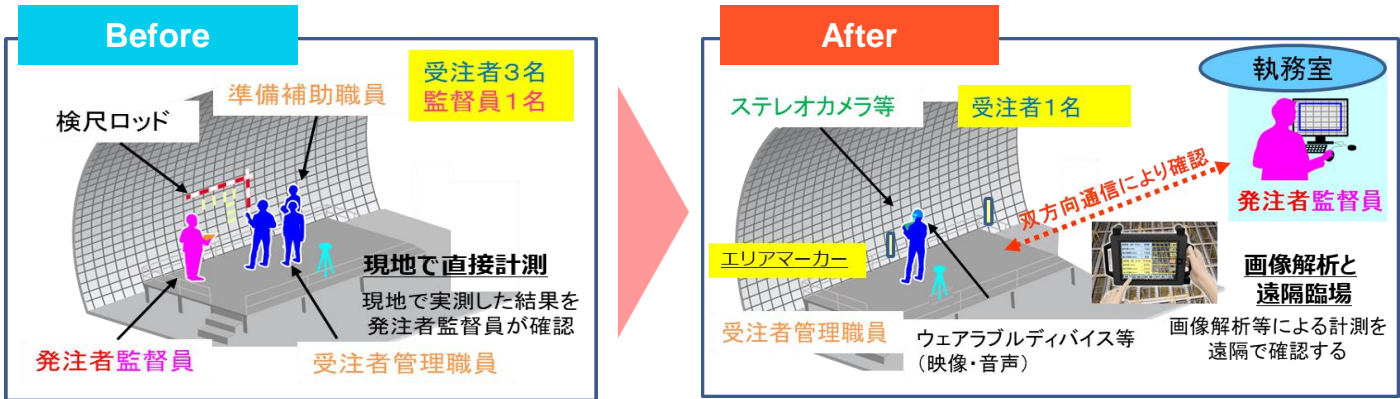 Before
受注者３名
監督員１名
準備補助職員
検尺ロッド
現地で直接計測
現地で実測した結果を
発注者監督員が確認
発注者監督員
受注者管理職員
After
執務室
ステレオカメラ等
受注者１名
双方向通信により確認
発注者監督員
エリアマーカー
画像解析と
遠隔臨場
受注者管理職員
ウェアラブルディバイス等
（映像・音声）
画像解析等による計測を
遠隔で確認する